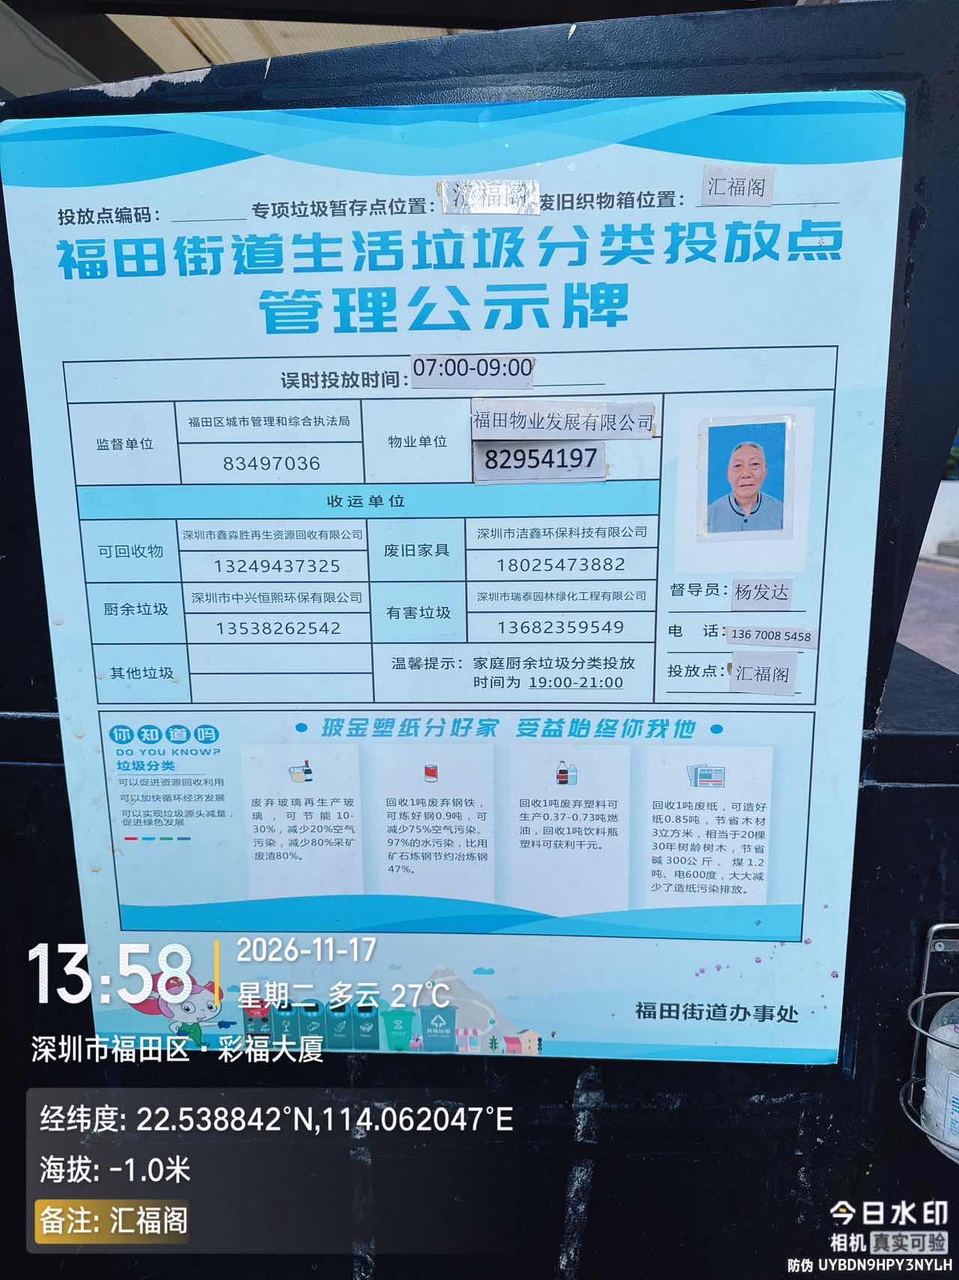 投放点编码：
专项垃圾暂存点位置：汇福阁
废旧织物箱位置：汇福阁
福田街道生活垃圾分类投放点
管理公示牌
误时投放时间：07:00-09:00
监督单位
福田区城市管理和综合执法局
83497036
物业单位
福田物业发展有限公司
82954197
收运单位
可回收物
深圳市鑫淼胜再生资源回收有限公司
13249437325
废旧家具
深圳市洁鑫环保科技有限公司
18025473882
厨余垃圾
深圳市中兴恒熙环保有限公司
13538262542
有害垃圾
深圳市瑞泰园林绿化工程有限公司
13682359549
其他垃圾
温馨提示：家庭厨余垃圾分类投放
时间为 19:00-21:00
督导员：杨发达
电 话：136 7008 5458
投放点：汇福阁
你知道吗
DO YOU KNOW?
垃圾分类
可以促进资源回收利用
可以加快循环经济发展
可以实现垃圾源头减量，
促进绿色发展
玻金塑纸分好家 受益始终你我他
废弃玻璃再生产玻
璃，可节能10-
30%，减少20%空气
污染，减少80%采矿
废渣80%。
回收1吨废弃钢铁，
可炼好钢0.9吨，可
减少75%空气污染、
97%的水污染，比用
矿石炼钢节约冶炼钢
47%。
回收1吨废弃塑料可
生产0.37-0.73吨燃
油，回收1吨饮料瓶
塑料可获利千元。
回收1吨废纸，可造好
纸0.85吨，节省木材
3立方米，相当于20棵
30年树龄树木，节省
碱300公斤、煤1.2
吨、电600度，大大减
少了造纸污染排放。
福田街道办事处
13:58
2026-11-17
星期二 多云 27℃
深圳市福田区·彩福大厦
经纬度: 22.538842°N,114.062047°E
海拔: -1.0米
备注: 汇福阁
今日水印
相机 真实可验
防伪 UYBDN9HPY3NYLH